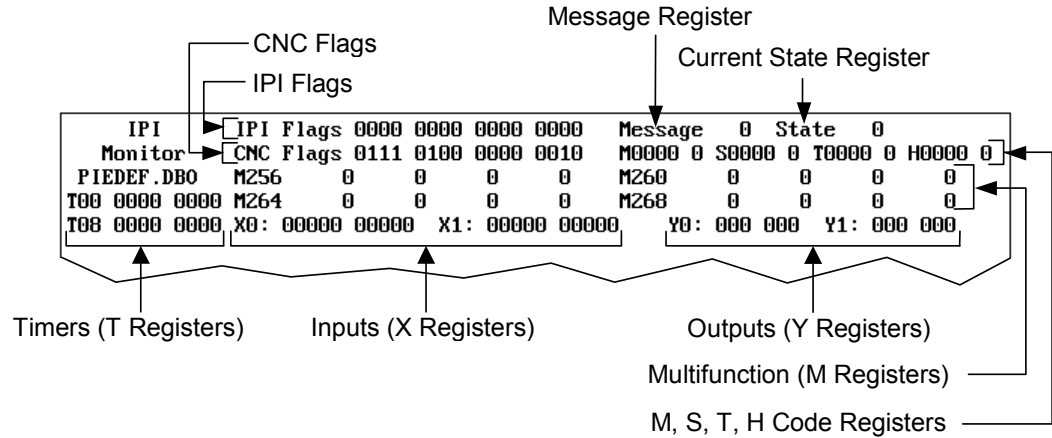 Message Register
CNC Flags
Current State Register
IPI Flags
IPI IPI Flags 0000 0000 0000 0000 Message 0 State 0
Monitor CNC Flags 0111 0100 0000 0010 M0000 0 S0000 0 T0000 0 H0000 0
PIEDEF.DBO M256 0 0 0 0 M260 0 0 0 0
T00 0000 0000 M264 0 0 0 0 M268 0 0 0 0
T08 0000 0000 X0: 00000 00000 X1: 00000 00000 Y0: 000 000 Y1: 000 000
Timers (T Registers) Inputs (X Registers) Outputs (Y Registers)
Multifunction (M Registers)
M, S, T, H Code Registers